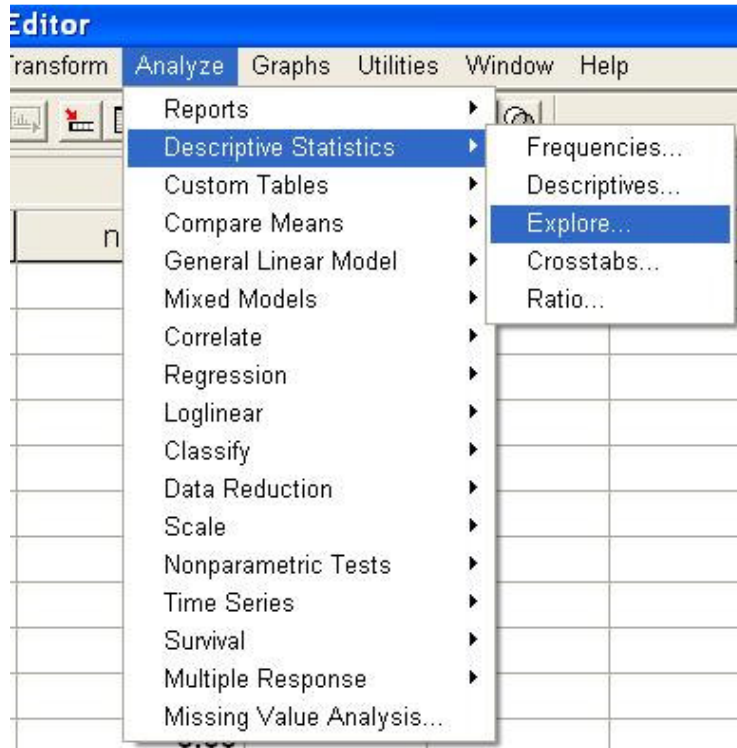 Editor
Transform Analyze Graphs Utilities Window Help
Reports
Descriptive Statistics
Custom Tables
Compare Means
General Linear Model
Mixed Models
Correlate
Regression
Loglinear
Classify
Data Reduction
Scale
Nonparametric Tests
Time Series
Survival
Multiple Response
Missing Value Analysis...
Frequencies...
Descriptives...
Explore...
Crosstabs...
Ratio...
n